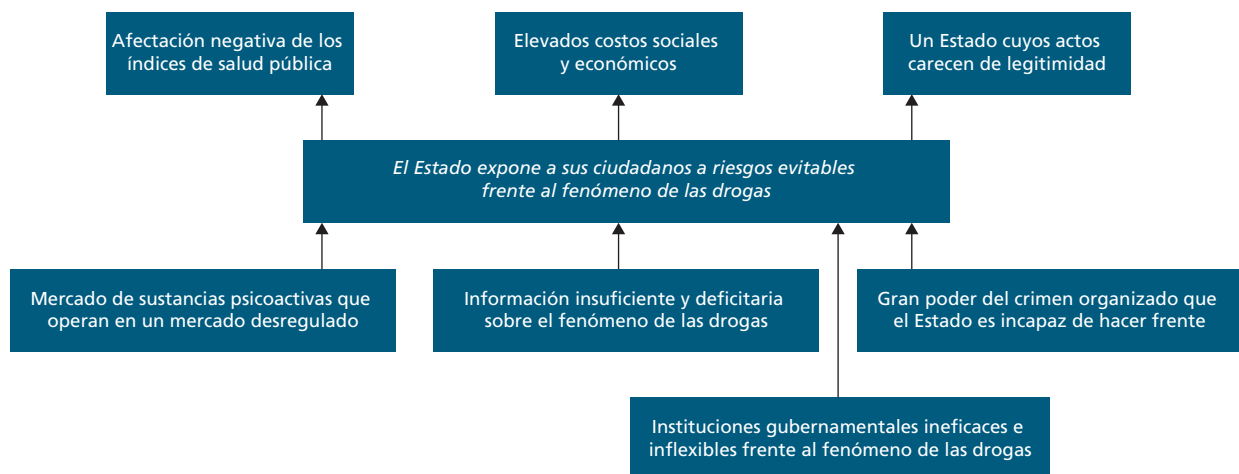 Afectación negativa de los
índices de salud pública
Elevados costos sociales
y económicos
Un Estado cuyos actos
carecen de legitimidad
El Estado expone a sus ciudadanos a riesgos evitables
frente al fenómeno de las drogas
Mercado de sustancias psicoactivas que
operan en un mercado desregulado
Información insuficiente y deficitaria
sobre el fenómeno de las drogas
Gran poder del crimen organizado que
el Estado es incapaz de hacer frente
Instituciones gubernamentales ineficaces e
inflexibles frente al fenómeno de las drogas